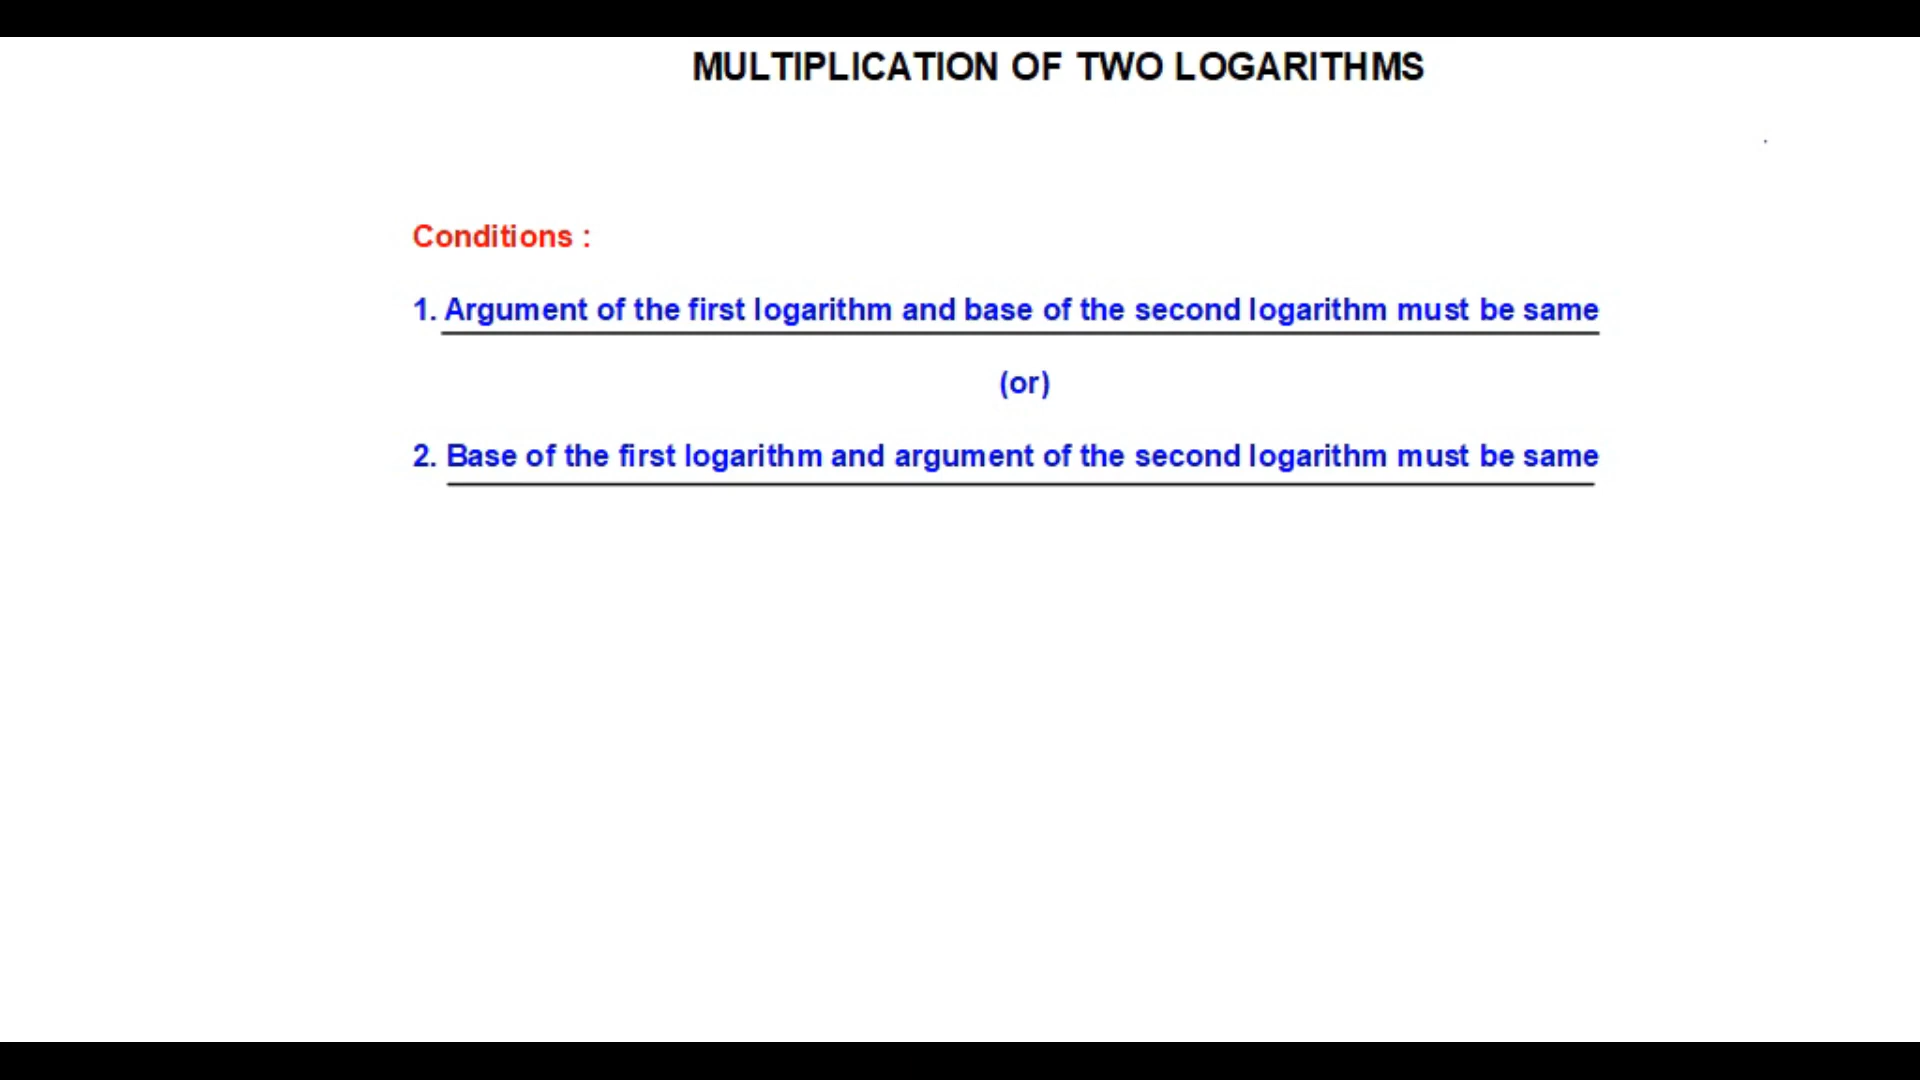 MULTIPLICATION OF TWO LOGARITHMS
Conditions :
1. Argument of the first logarithm and base of the second logarithm must be same
(or)
2. Base of the first logarithm and argument of the second logarithm must be same